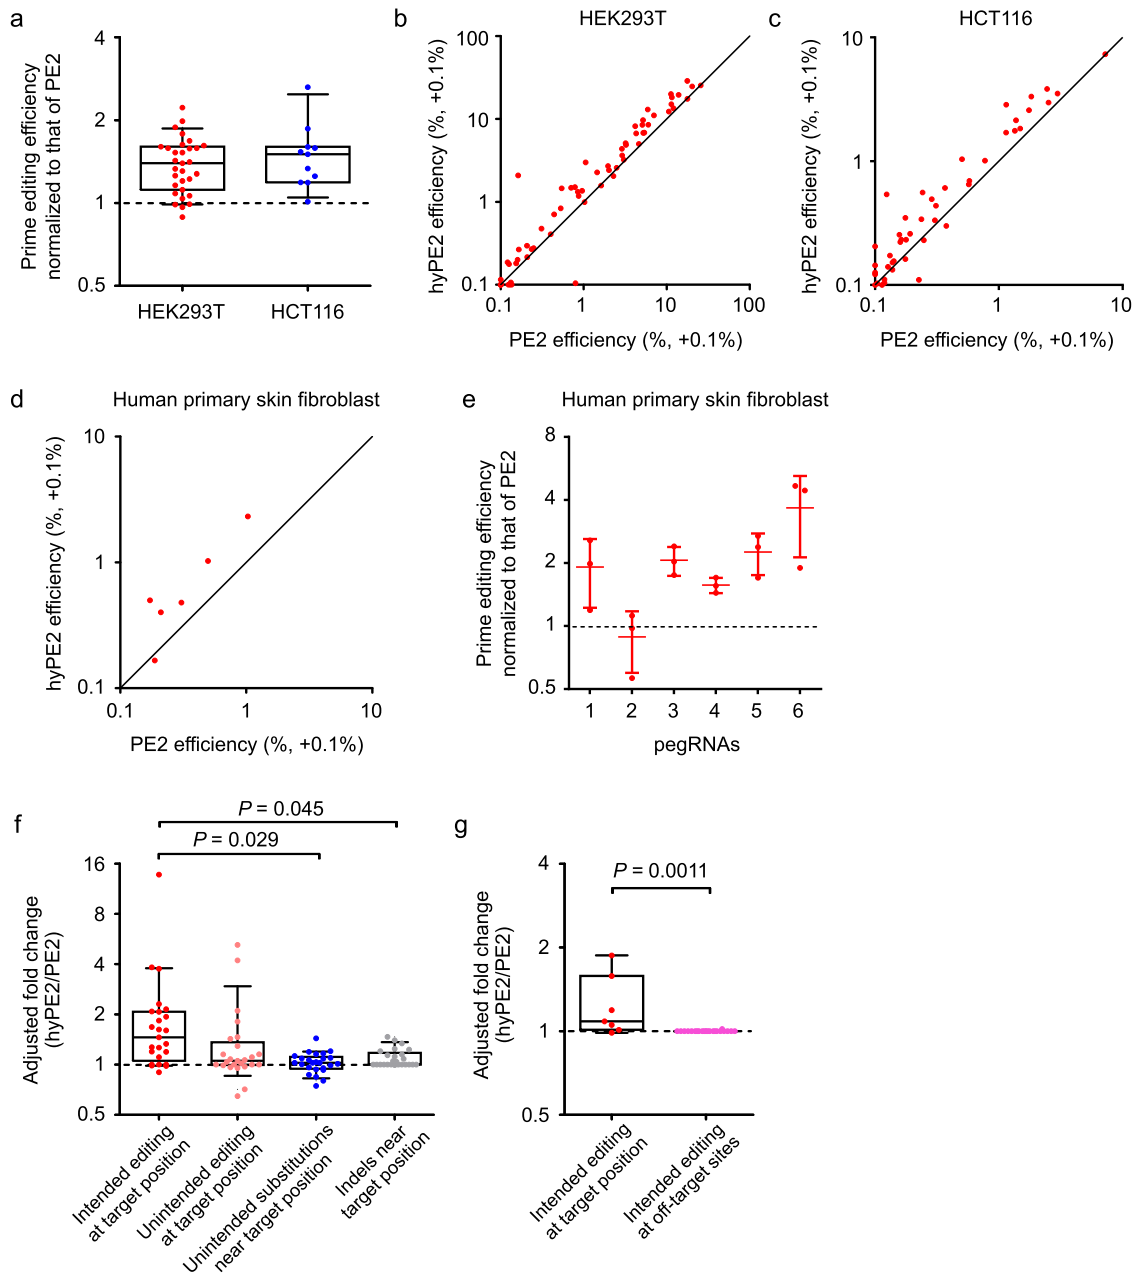 a
Prime editing efficiency
normalized to that of PE2
4
2
1
0.5
HEK293T
HCT116
b
HEK293T
hyPE2 efficiency (%, +0.1%)
100
10
1
0.1
0.1
1
10
100
PE2 efficiency (%, +0.1%)
c
HCT116
hyPE2 efficiency (%, +0.1%)
10
1
0.1
0.1
1
10
PE2 efficiency (%, +0.1%)
d
Human primary skin fibroblast
hyPE2 efficiency (%, +0.1%)
10
1
0.1
0.1
1
10
PE2 efficiency (%, +0.1%)
e
Human primary skin fibroblast
Prime editing efficiency
normalized to that of PE2
8
4
2
1
0.5
1 2 3 4 5 6
pegRNAs
f
P = 0.045
P = 0.029
Adjusted fold change
(hyPE2/PE2)
16
8
4
2
1
0.5
Intended editing
at target position
Unintended editing
at target position
Unintended substitutions
near target position
Indels near
target position
g
P = 0.0011
Adjusted fold change
(hyPE2/PE2)
4
2
1
0.5
Intended editing
at target position
Intended editing
at off-target sites